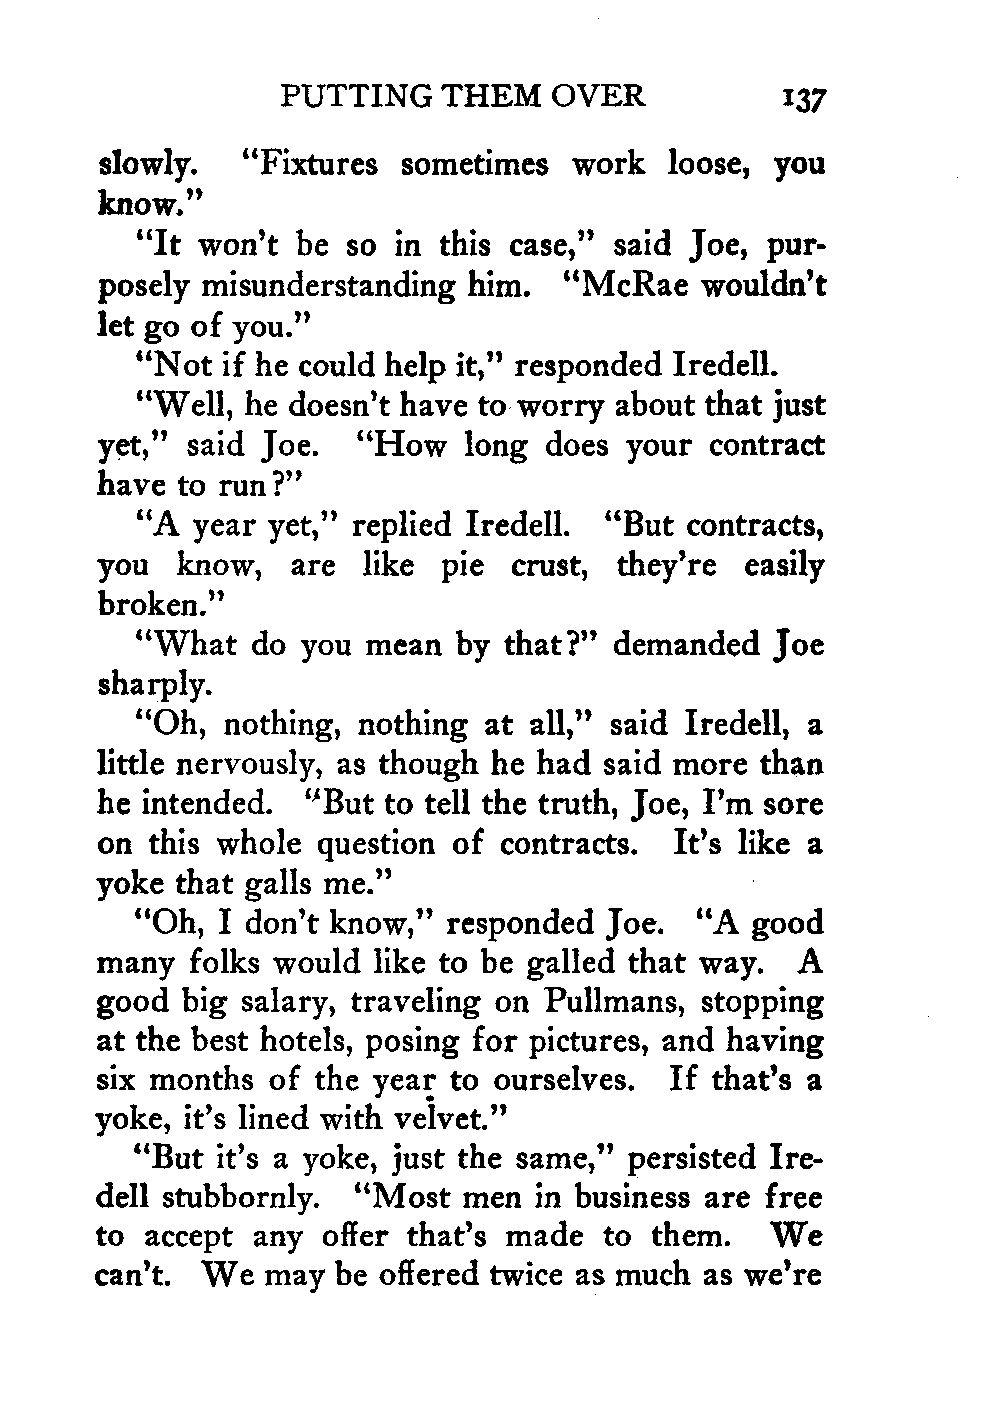 PUTTING THEM OVER 137
slowly. "Fixtures sometimes work loose, you
know."
"It won't be so in this case," said Joe, pur-
posely misunderstanding him. "McRae wouldn't
let go of you."
"Not if he could help it," responded Iredell.
"Well, he doesn't have to worry about that just
yet," said Joe. "How long does your contract
have to run?"
"A year yet," replied Iredell. "But contracts,
you know, are like pie crust, they're easily
broken."
"What do you mean by that?" demanded Joe
sharply.
"Oh, nothing, nothing at all," said Iredell, a
little nervously, as though he had said more than
he intended. "But to tell the truth, Joe, I'm sore
on this whole question of contracts. It's like a
yoke that galls me."
"Oh, I don't know," responded Joe. "A good
many folks would like to be galled that way. A
good big salary, traveling on Pullmans, stopping
at the best hotels, posing for pictures, and having
six months of the year to ourselves. If that's a
yoke, it's lined with velvet."
"But it's a yoke, just the same," persisted Ire-
dell stubbornly. "Most men in business are free
to accept any offer that's made to them. We
can't. We may be offered twice as much as we're